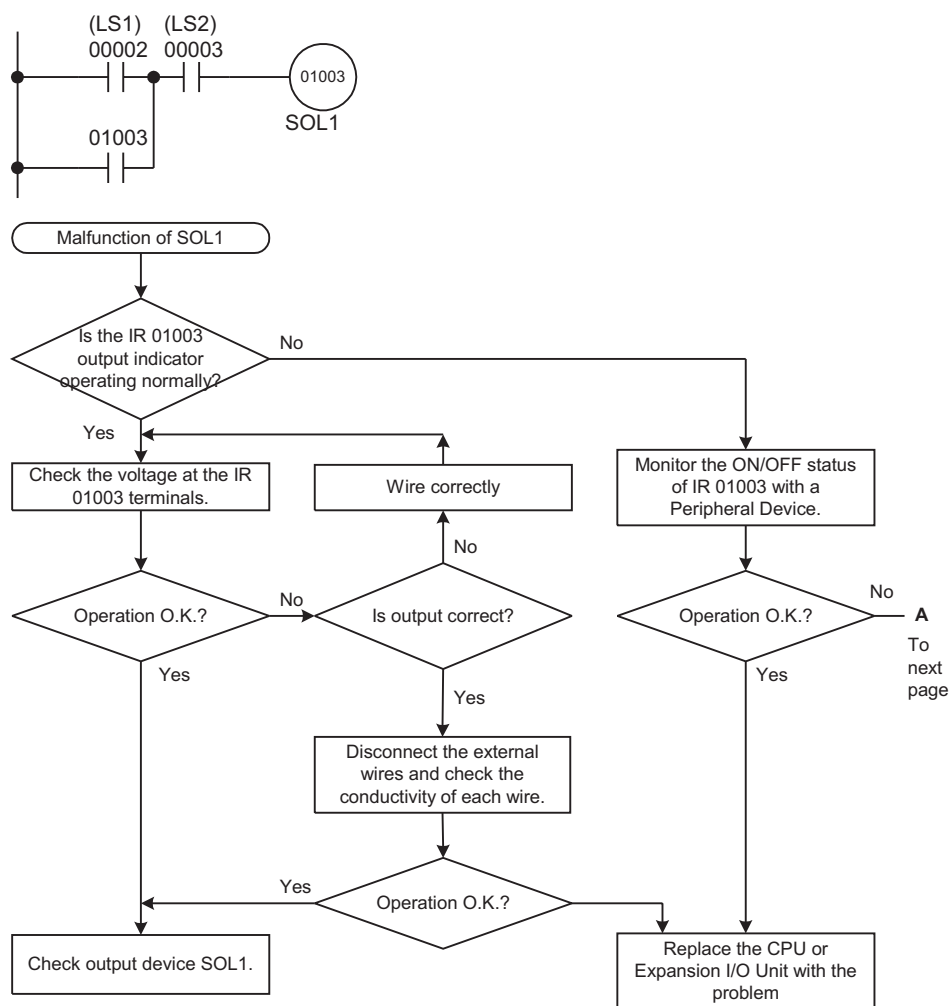 (LS1) (LS2)
00002 00003
01003
SOL1
01003
Malfunction of SOL1
Is the IR 01003
output indicator
operating normally?
No
Yes
Check the voltage at the IR
01003 terminals.
Wire correctly
Monitor the ON/OFF status
of IR 01003 with a
Peripheral Device.
No
Operation O.K.?
No
Is output correct?
Operation O.K.?
No
A
To
next
page
Yes
Yes
Yes
Disconnect the external
wires and check the
conductivity of each wire.
Yes
Operation O.K.?
Check output device SOL1.
Replace the CPU or
Expansion I/O Unit with the
problem